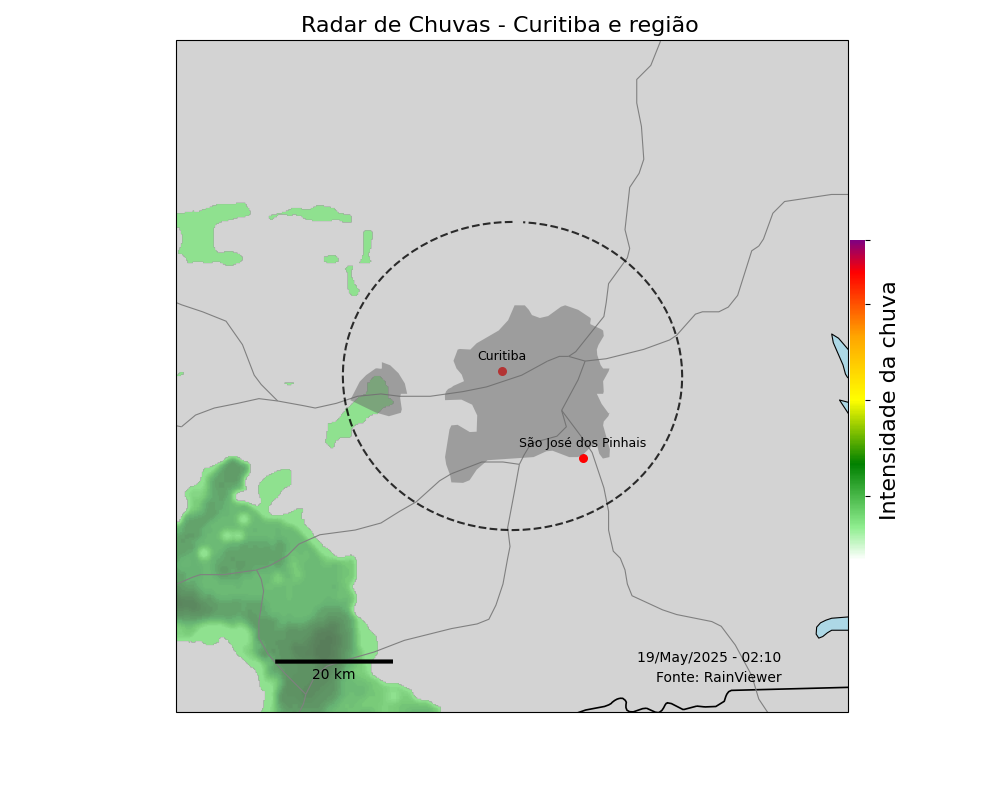 Radar de Chuvas - Curitiba e região
Curitiba
São José dos Pinhais
Intensidade da chuva
20 km
19/May/2025 - 02:10
Fonte: RainViewer